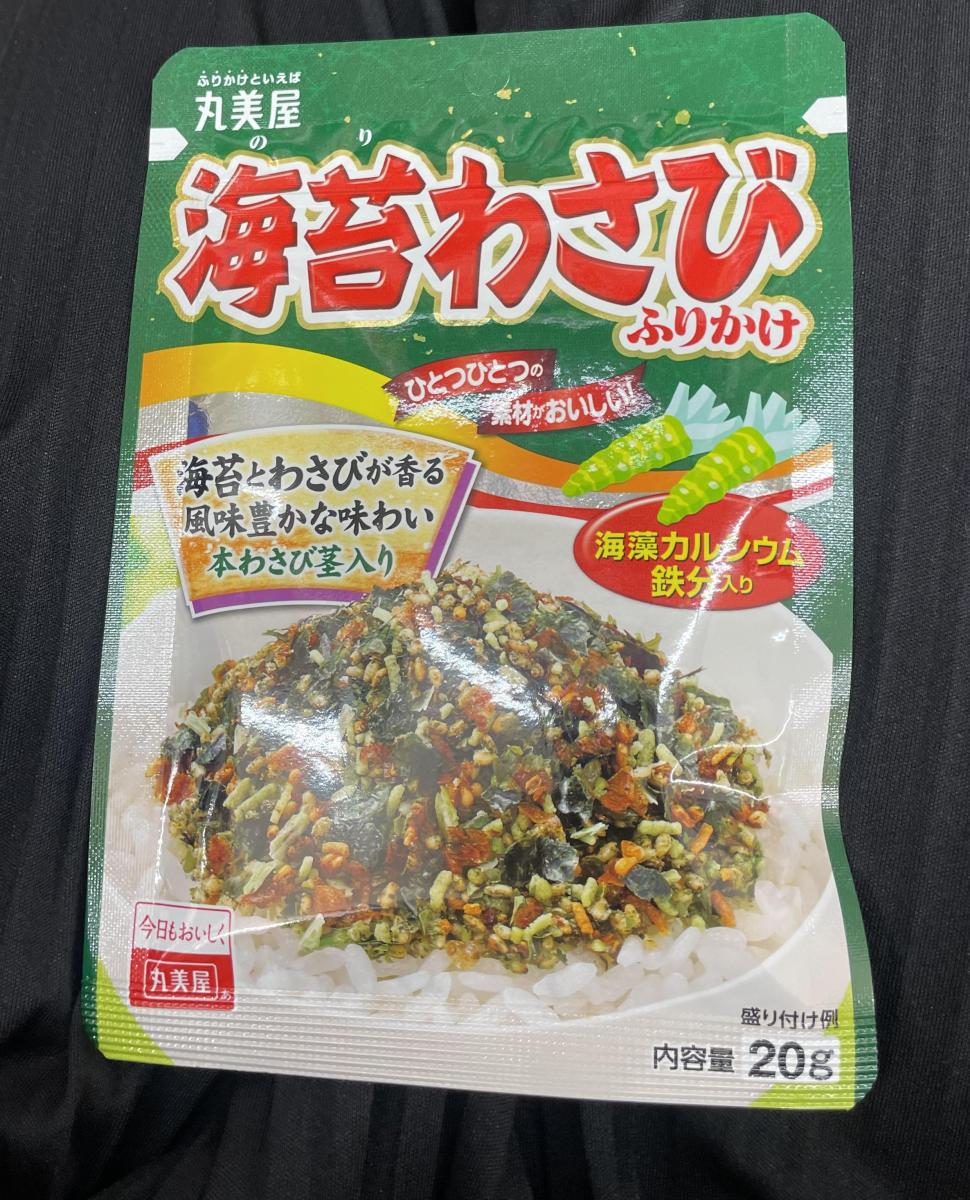 ふりかけといえば
丸美屋
のり
海苔わさび
ふりかけ
ひとつひとつの
素材がおいしい!
海苔とわさびが香る
風味豊かな味わい
本わさび茎入り
海藻カルシウム
鉄分入り
今日もおいしく
丸美屋
あ
盛り付け例
内容量 20g